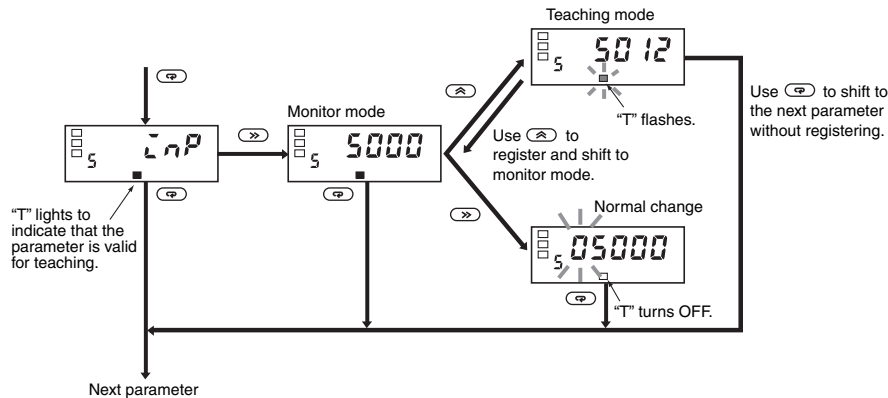 Teaching mode
S 5012
"T" flashes.
Use to shift to
the next parameter
without registering.
Monitor mode
S InP
S 5000
Use to
register and shift to
monitor mode.
"T" lights to
indicate that the
parameter is valid
for teaching.
Normal change
S 05000
"T" turns OFF.
Next parameter